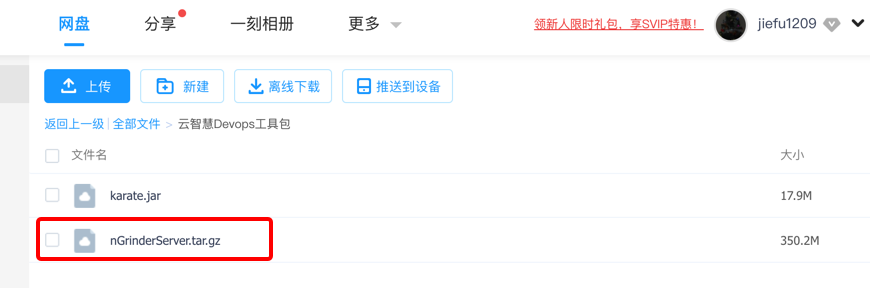 网盘 分享 一刻相册 更多 领新人限时礼包，享SVIP特惠！ jiefu1209
上传 新建 离线下载 推送到设备
返回上一级 | 全部文件 > 云智慧Devops工具包
文件名 大小
karate.jar 17.9M
nGrinderServer.tar.gz 350.2M